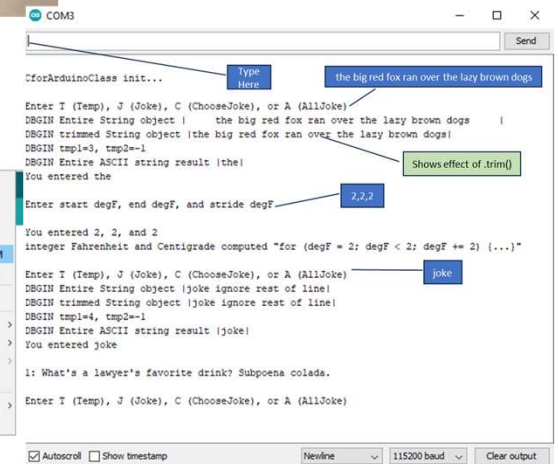 COM3
Send
Type
Here
CforArduinoClass init...
the big red fox ran over the lazy brown dogs
Enter T (Temp), J (Joke), C (ChooseJoke), or A (AllJoke)
DBGIN Entire String object |     the big red fox ran over the lazy brown dogs     |
DBGIN trimmed String object |the big red fox ran over the lazy brown dogs|
DBGIN tmp1=3, tmp2=-1
DBGIN Entire ASCII string result |the|
Shows effect of .trim()
You entered the
Enter start degF, end degF, and stride degF
2,2,2
You entered 2, 2, and 2
integer Fahrenheit and Centigrade computed "for (degF = 2; degF < 2; degF += 2) {...}"
Enter T (Temp), J (Joke), C (ChooseJoke), or A (AllJoke)
joke
DBGIN Entire String object |joke ignore rest of line|
DBGIN trimmed String object |joke ignore rest of line|
DBGIN tmp1=4, tmp2=-1
DBGIN Entire ASCII string result |joke|
You entered joke
1: What's a lawyer's favorite drink? Subpoena colada.
Enter T (Temp), J (Joke), C (ChooseJoke), or A (AllJoke)
Autoscroll Show timestamp Newline 115200 baud Clear output